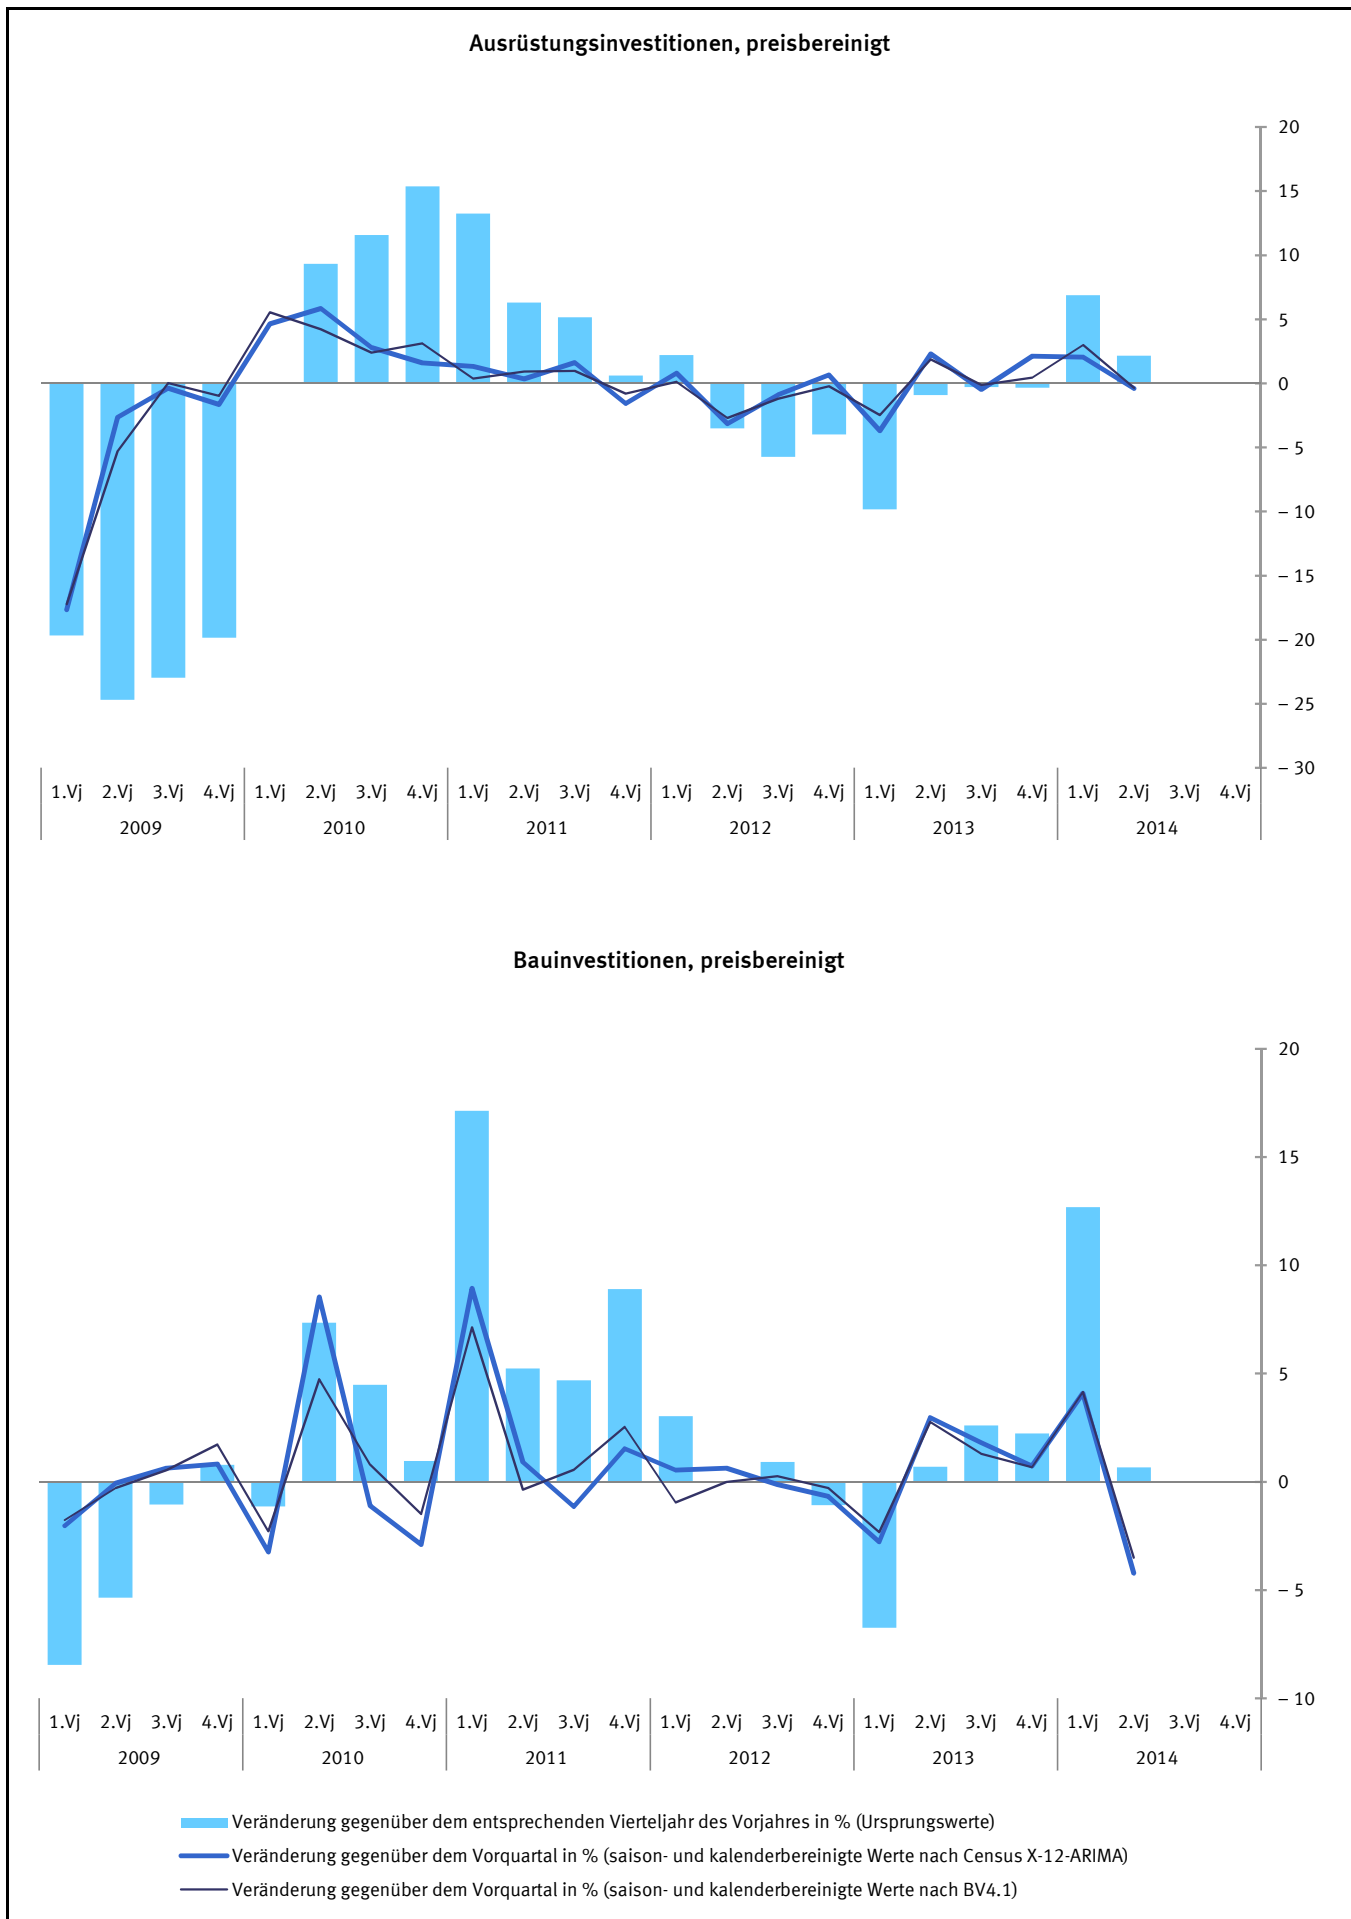 Ausrüstungsinvestitionen, preisbereinigt
20
15
10
5
0
– 5
– 10
– 15
– 20
– 25
– 30
1.Vj 2.Vj 3.Vj 4.Vj 1.Vj 2.Vj 3.Vj 4.Vj 1.Vj 2.Vj 3.Vj 4.Vj 1.Vj 2.Vj 3.Vj 4.Vj 1.Vj 2.Vj 3.Vj 4.Vj 1.Vj 2.Vj 3.Vj 4.Vj
2009 2010 2011 2012 2013 2014
Bauinvestitionen, preisbereinigt
20
15
10
5
0
– 5
– 10
1.Vj 2.Vj 3.Vj 4.Vj 1.Vj 2.Vj 3.Vj 4.Vj 1.Vj 2.Vj 3.Vj 4.Vj 1.Vj 2.Vj 3.Vj 4.Vj 1.Vj 2.Vj 3.Vj 4.Vj 1.Vj 2.Vj 3.Vj 4.Vj
2009 2010 2011 2012 2013 2014
Veränderung gegenüber dem entsprechenden Vierteljahr des Vorjahres in % (Ursprungswerte)
Veränderung gegenüber dem Vorquartal in % (saison- und kalenderbereinigte Werte nach Census X-12-ARIMA)
Veränderung gegenüber dem Vorquartal in % (saison- und kalenderbereinigte Werte nach BV4.1)